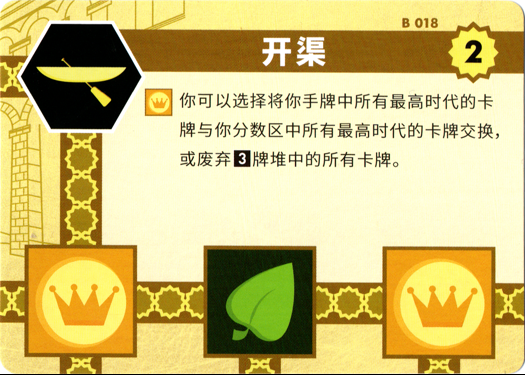 B 018
开渠
2
你可以选择将你手牌中所有最高时代的卡
牌与你分数区中所有最高时代的卡牌交换，
或废弃3牌堆中的所有卡牌。